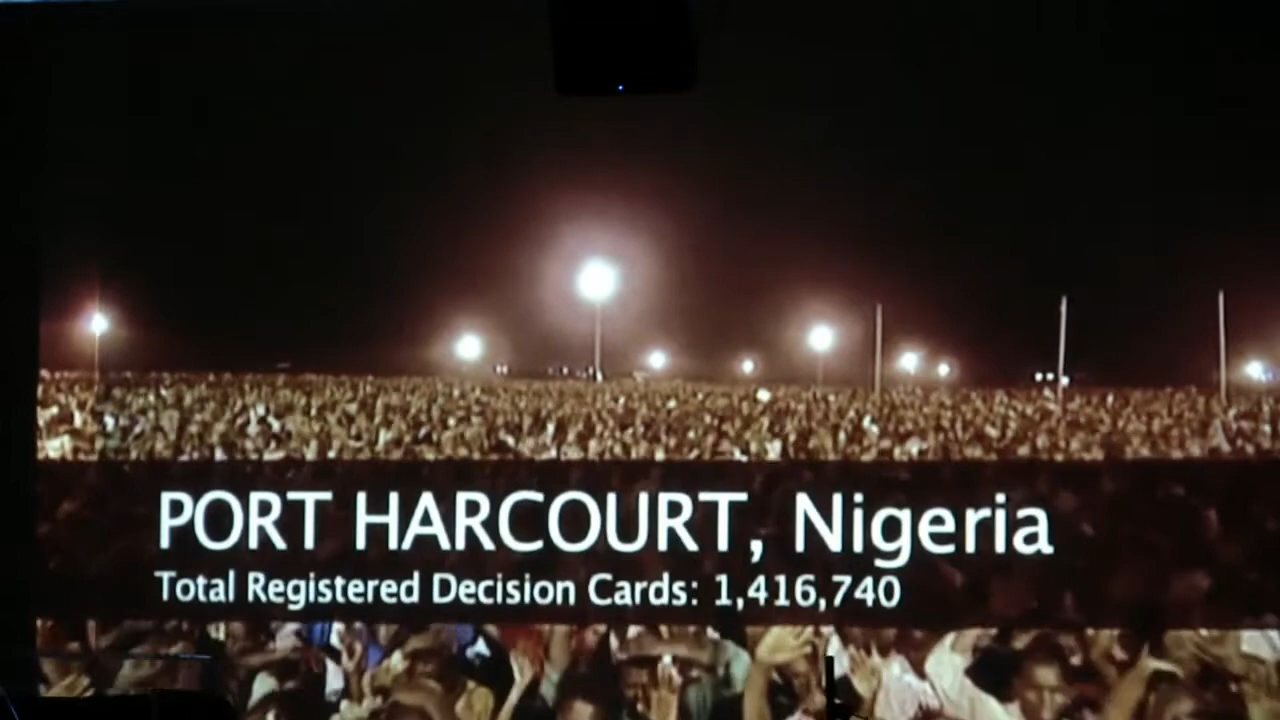 PORT HARCOURT, Nigeria
Total Registered Decision Cards: 1,416,740